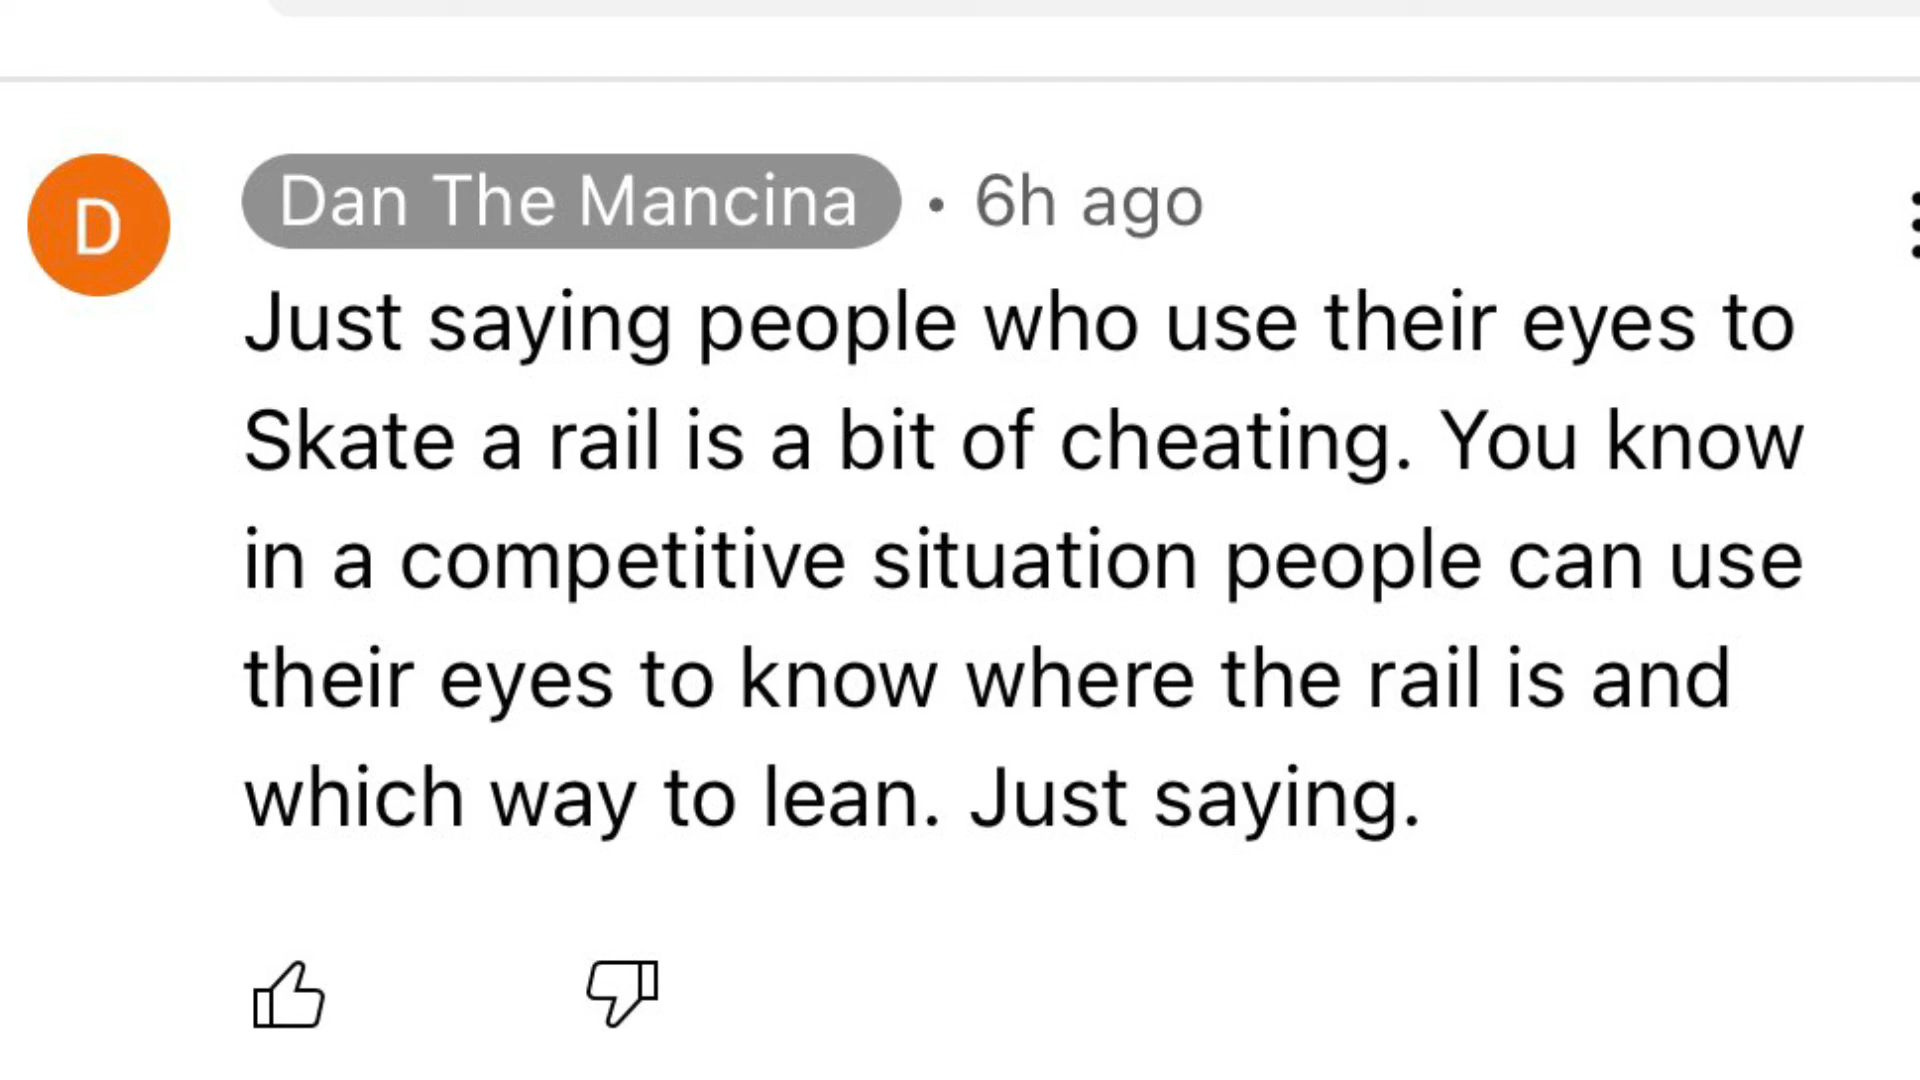 D
Dan The Mancina • 6h ago
Just saying people who use their eyes to
Skate a rail is a bit of cheating. You know
in a competitive situation people can use
their eyes to know where the rail is and
which way to lean. Just saying.